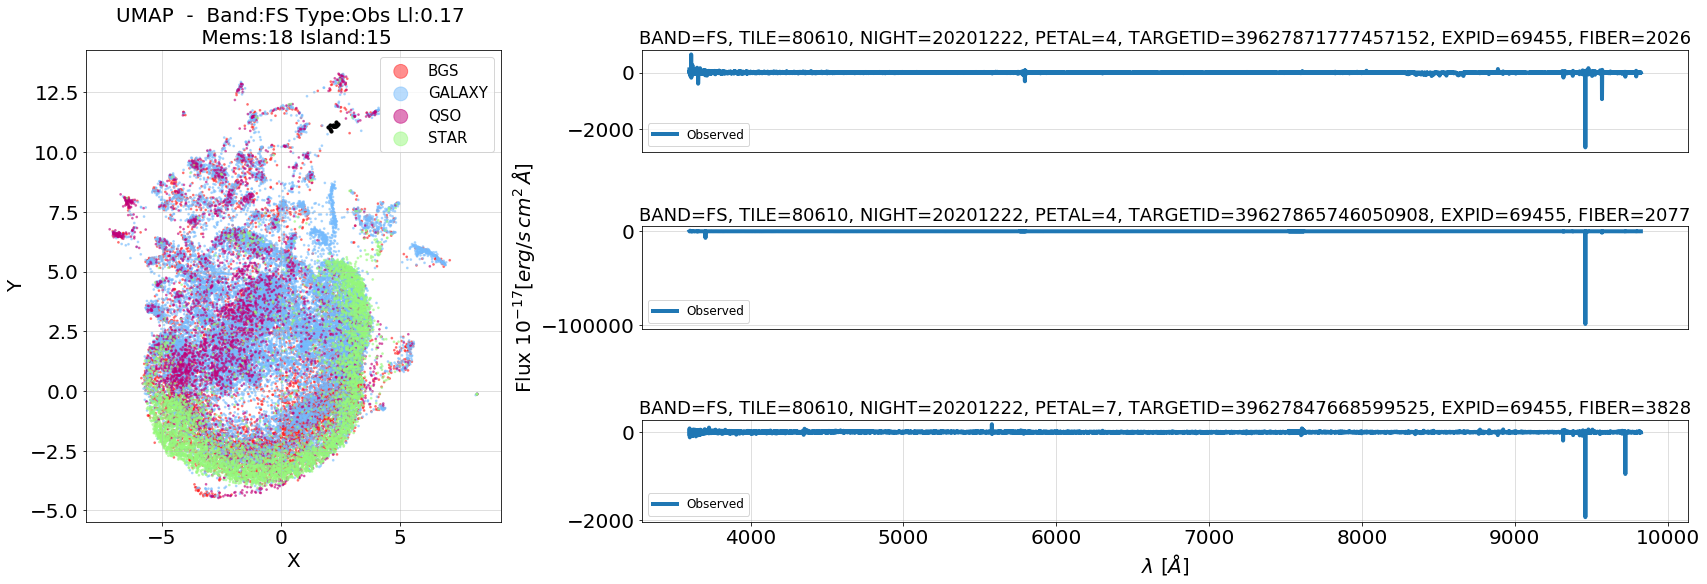 UMAP - Band:FS Type:Obs Ll:0.17
Mems:18 Island:15
BGS
GALAXY
QSO
STAR
12.5
10.0
7.5
5.0
2.5
0.0
−2.5
−5.0
Y
−5
0
5
X
Flux 10⁻¹⁷[erg/s cm² Å]
BAND=FS, TILE=80610, NIGHT=20201222, PETAL=4, TARGETID=39627871777457152, EXPID=69455, FIBER=2026
0
−2000
Observed
BAND=FS, TILE=80610, NIGHT=20201222, PETAL=4, TARGETID=39627865746050908, EXPID=69455, FIBER=2077
0
−100000
Observed
BAND=FS, TILE=80610, NIGHT=20201222, PETAL=7, TARGETID=39627847668599525, EXPID=69455, FIBER=3828
0
−2000
Observed
4000
5000
6000
7000
8000
9000
10000
λ [Å]